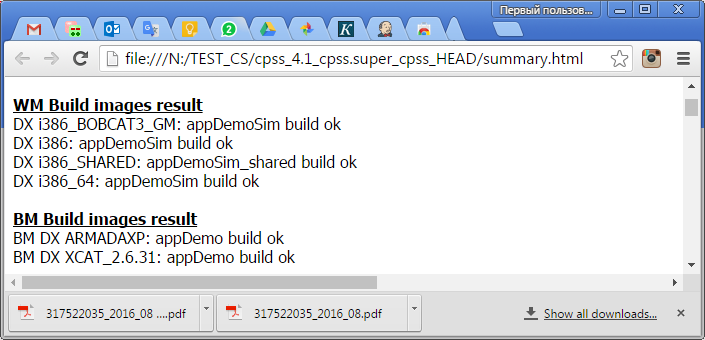 Первый пользов...
file:///N:/TEST_CS/cpss_4.1_cpss.super_cpss_HEAD/summary.html
WM Build images result
DX i386_BOBCAT3_GM: appDemoSim build ok
DX i386: appDemoSim build ok
DX i386_SHARED: appDemoSim_shared build ok
DX i386_64: appDemoSim build ok
BM Build images result
BM DX ARMADAXP: appDemo build ok
BM DX XCAT_2.6.31: appDemo build ok
317522035_2016_08 ....pdf
317522035_2016_08.pdf
Show all downloads...